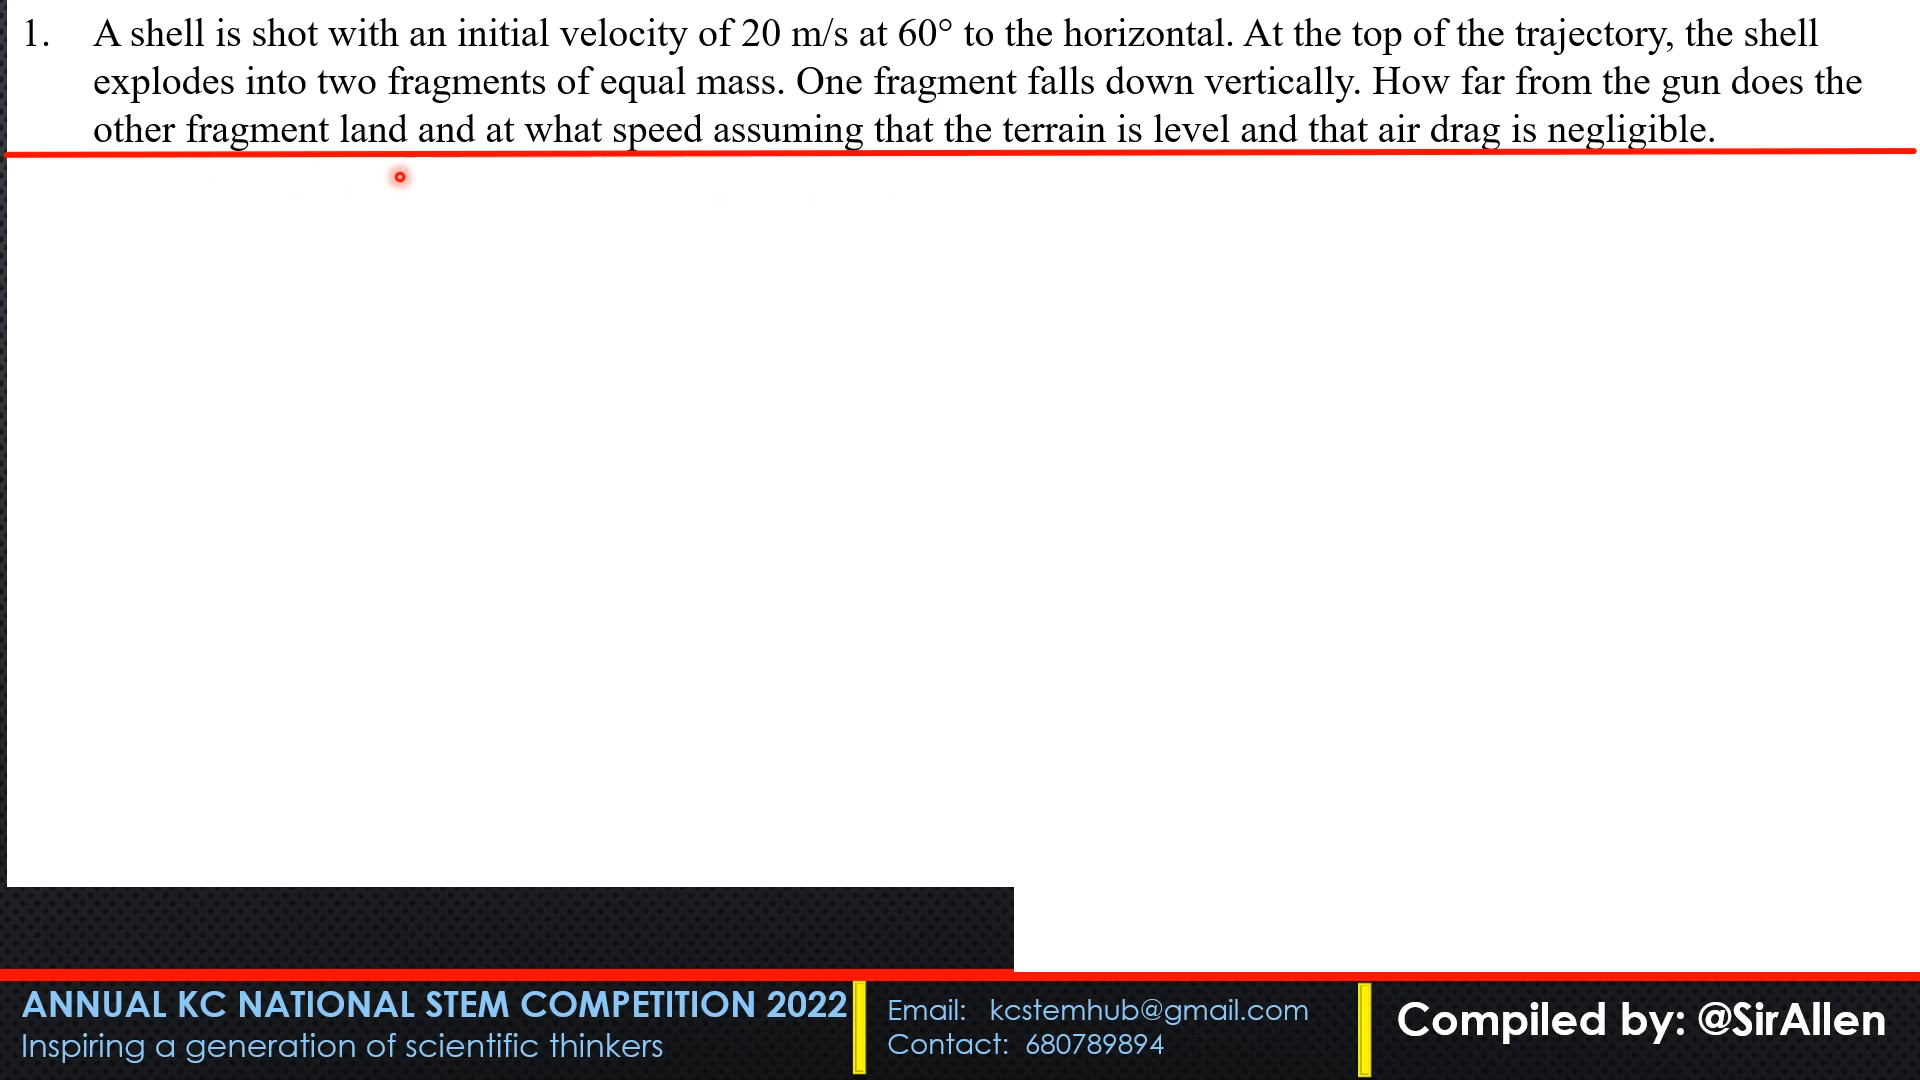 1. A shell is shot with an initial velocity of 20 m/s at 60° to the horizontal. At the top of the trajectory, the shell
explodes into two fragments of equal mass. One fragment falls down vertically. How far from the gun does the
other fragment land and at what speed assuming that the terrain is level and that air drag is negligible.
ANNUAL KC NATIONAL STEM COMPETITION 2022
Inspiring a generation of scientific thinkers
Email: kcstemhub@gmail.com
Contact: 680789894
Compiled by: @SirAllen